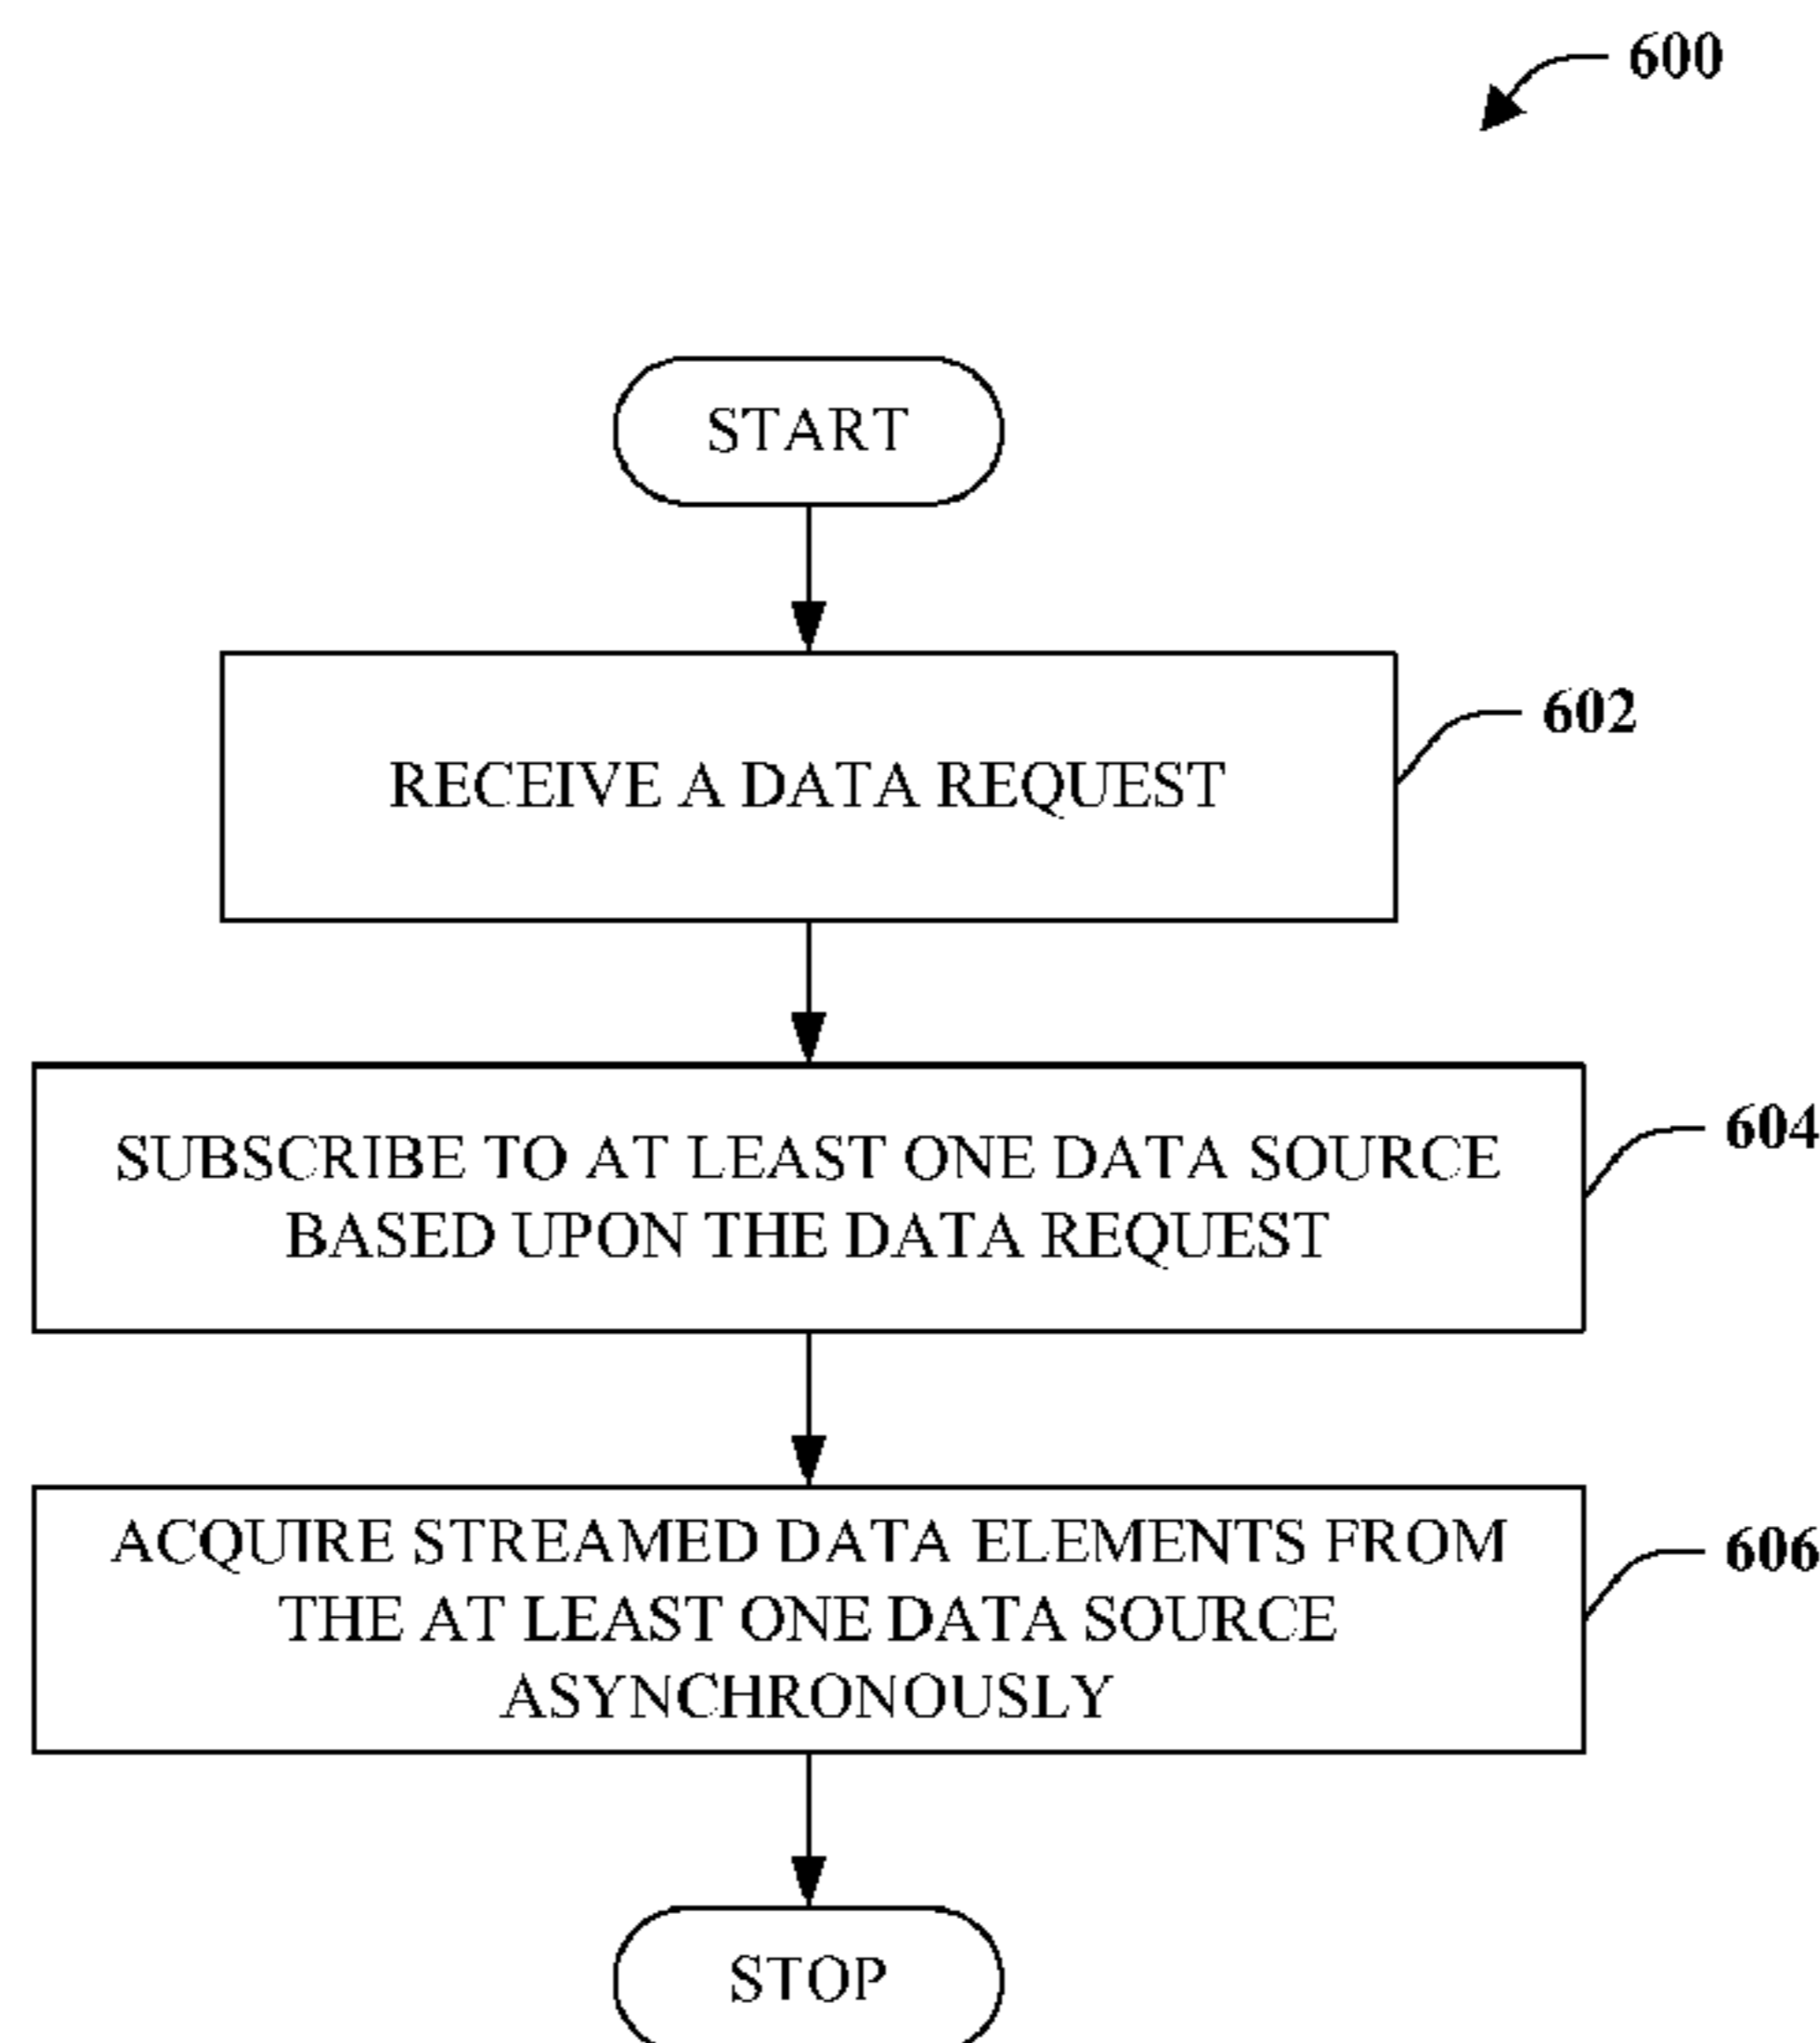 600
START
RECEIVE A DATA REQUEST
602
SUBSCRIBE TO AT LEAST ONE DATA SOURCE
BASED UPON THE DATA REQUEST
604
ACQUIRE STREAMED DATA ELEMENTS FROM
THE AT LEAST ONE DATA SOURCE
ASYNCHRONOUSLY
606
STOP